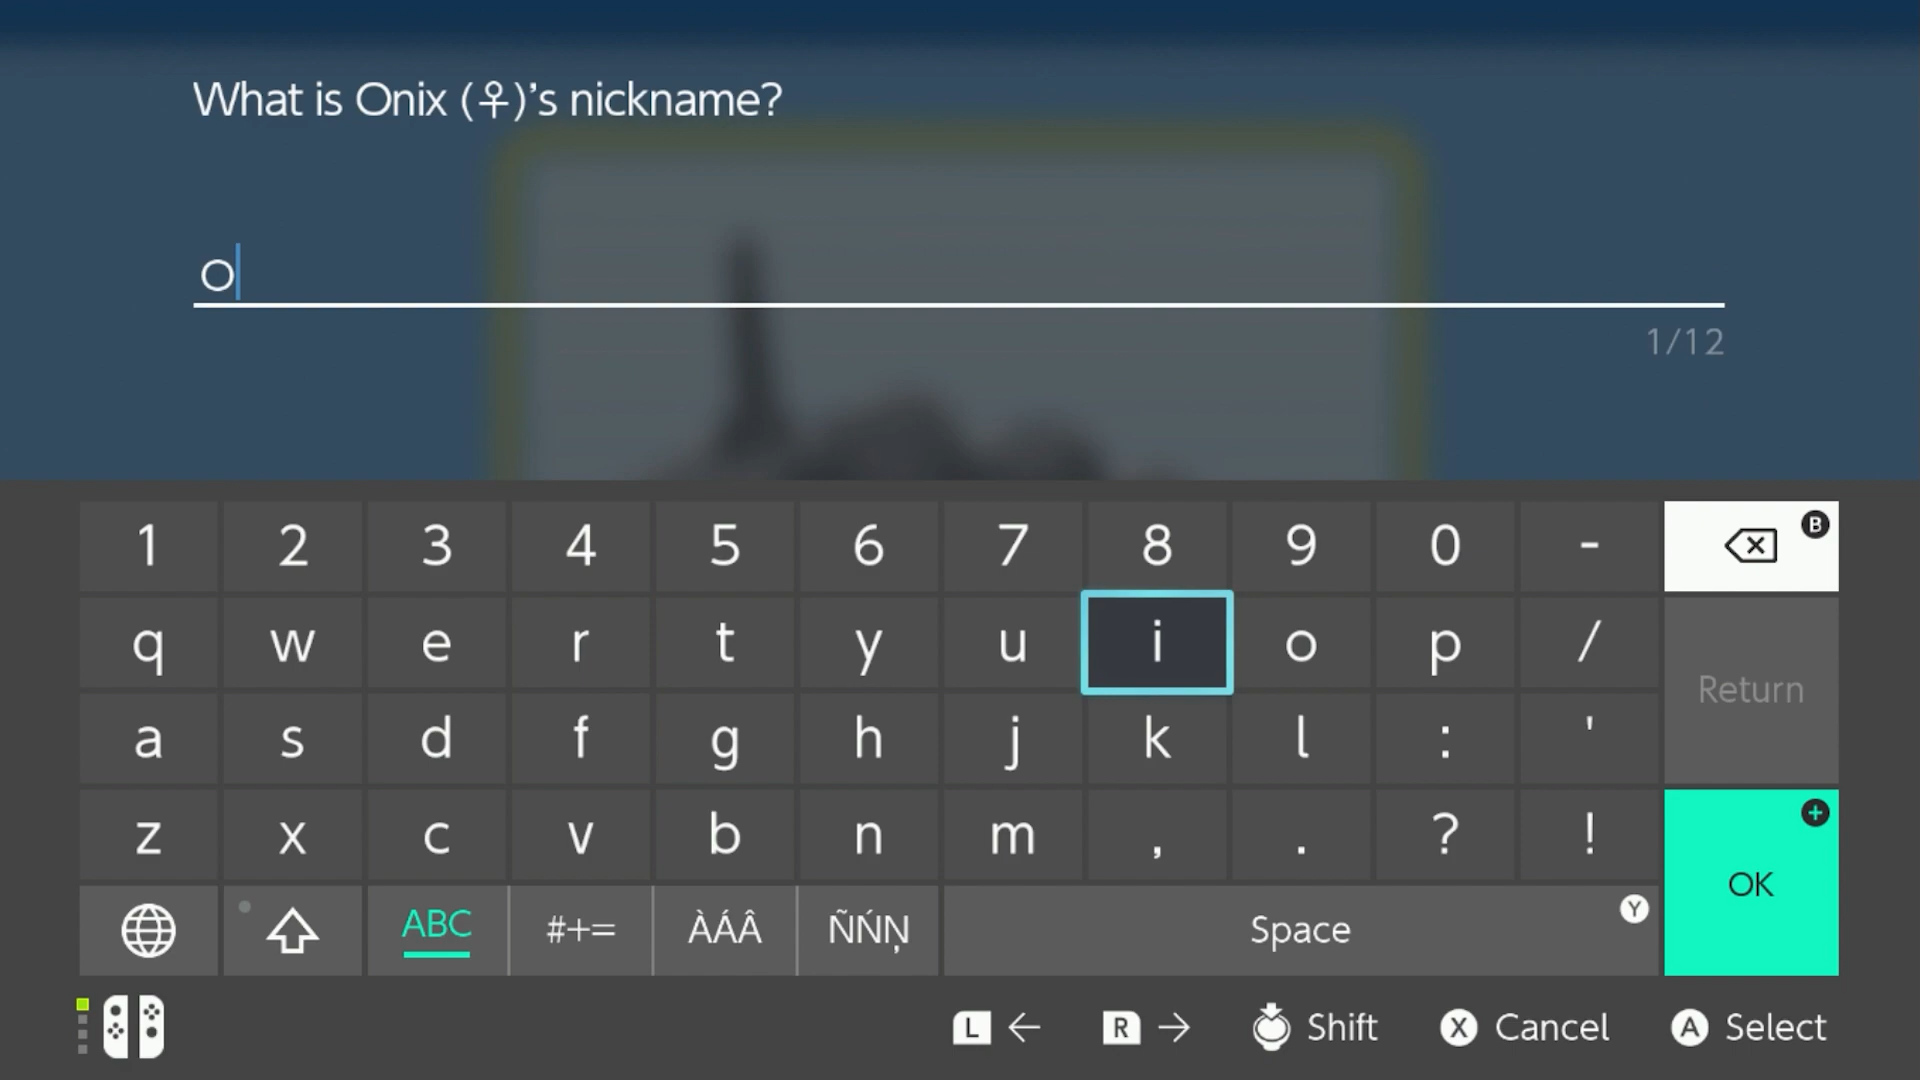 What is Onix (♀)'s nickname?
O
1/12
1 2 3 4 5 6 7 8 9 0 - B
q w e r t y u i o p /
Return
a s d f g h j k l : '
z x c v b n m , . ? ! +
OK
ABC #+= ÀÁÂ ÑŃŅ Space Y
L ← R → Shift X Cancel A Select